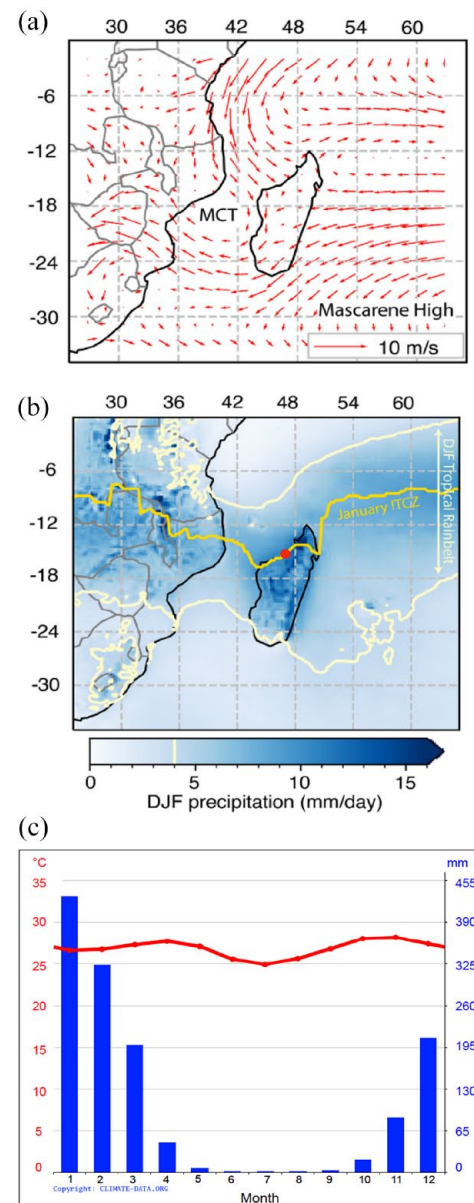 (a)
30 36 42 48 54 60
-6
-12
-18
-24
-30
MCT
Mascarene High
10 m/s
(b)
30 36 42 48 54 60
-6
-12
-18
-24
-30
January ITCZ
DJF Tropical Rainbelt
0 5 10 15
DJF precipitation (mm/day)
(c)
°C mm
35 455
30 390
25 325
20 260
15 195
10 130
5 65
0 0
1 2 3 4 5 6 7 8 9 10 11 12
Copyright: CLIMATE-DATA.ORG
Month